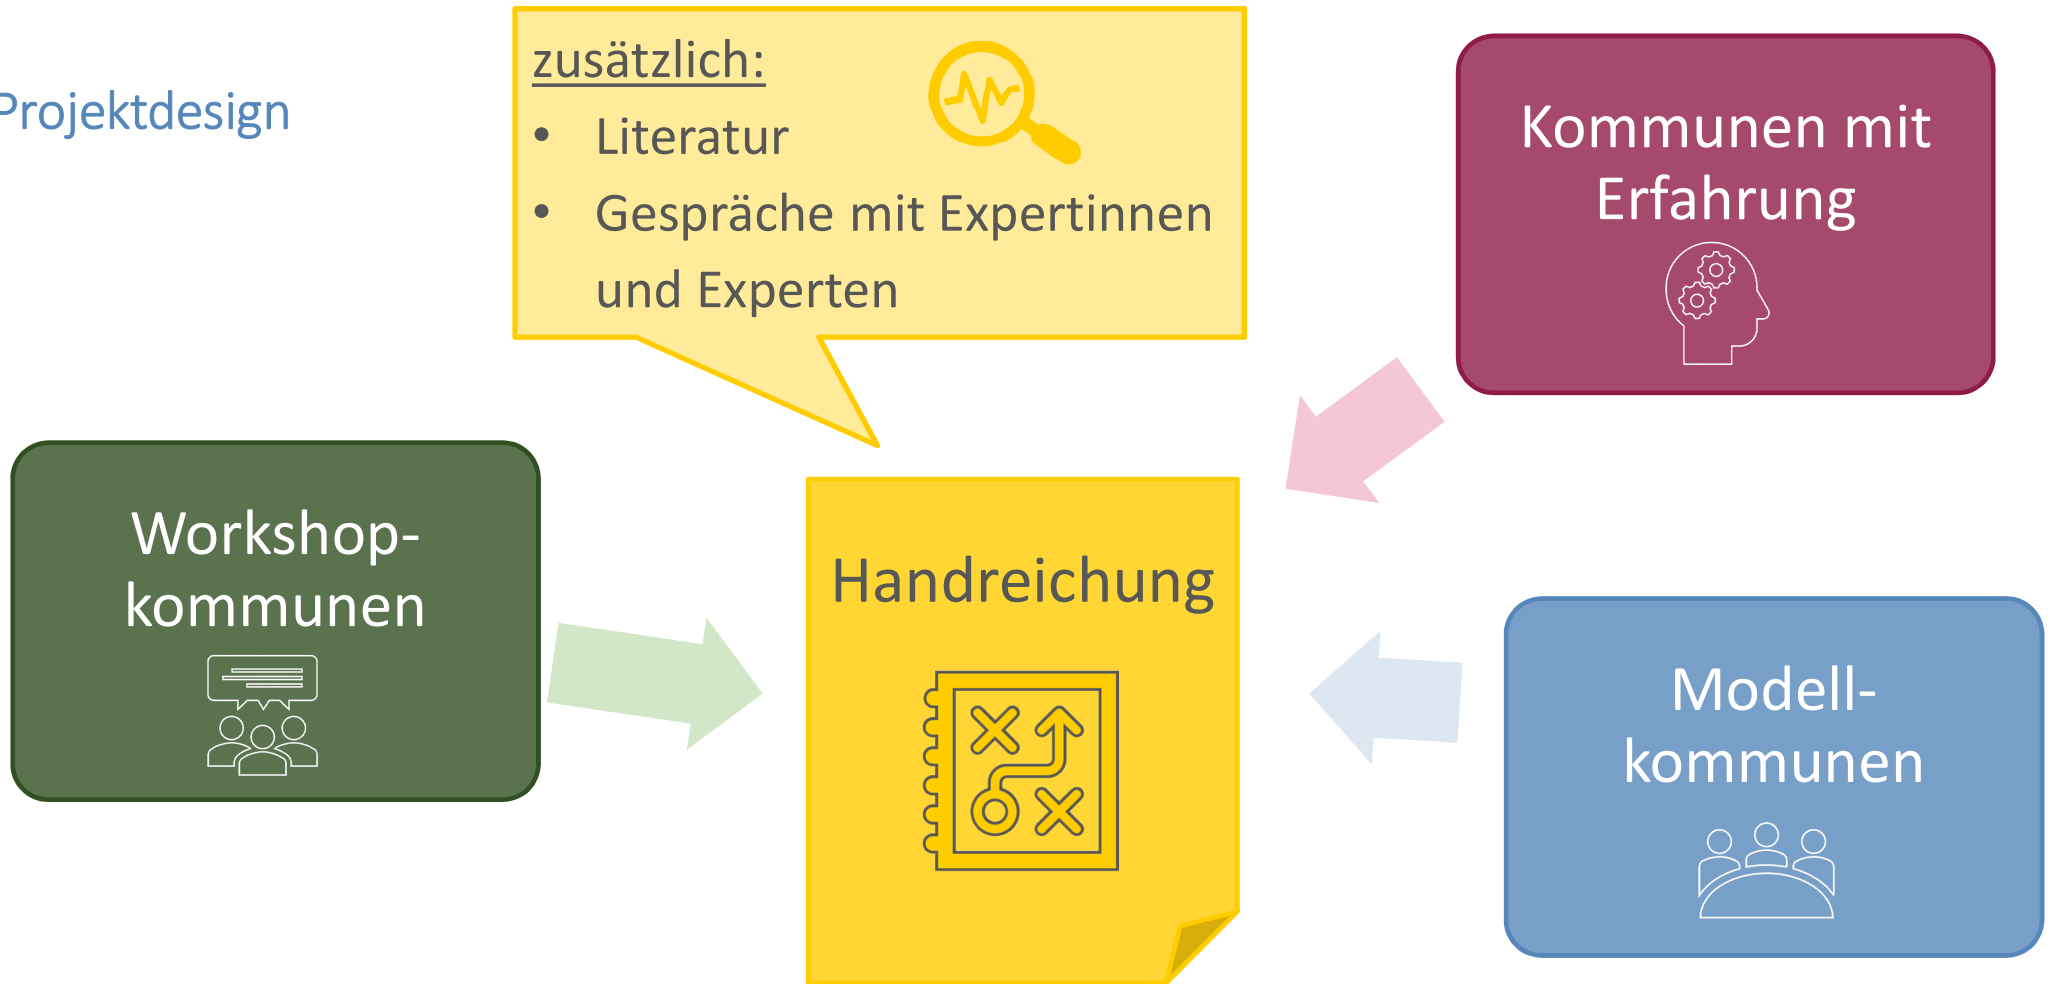 Projektdesign
zusätzlich:
• Literatur
• Gespräche mit Expertinnen
und Experten
Kommunen mit
Erfahrung
Workshop-
kommunen
Handreichung
Modell-
kommunen